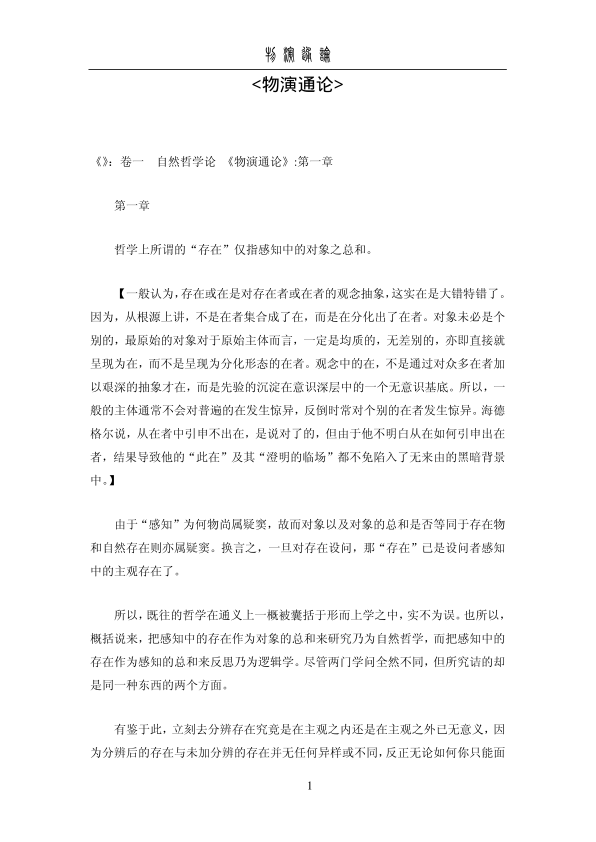 物演通論
<物演通论>
《》：卷一　自然哲学论　《物演通论》:第一章
第一章
哲学上所谓的“存在”仅指感知中的对象之总和。
【一般认为，存在或在是对存在者或在者的观念抽象，这实在是大错特错了。
因为，从根源上讲，不是在者集合成了在，而是在分化出了在者。对象未必是个
别的，最原始的对象对于原始主体而言，一定是均质的，无差别的，亦即直接就
呈现为在，而不是呈现为分化形态的在者。观念中的在，不是通过对众多在者加
以艰深的抽象才在，而是先验的沉淀在意识深层中的一个无意识基底。所以，一
般的主体通常不会对普遍的在发生惊异，反倒时常对个别的在者发生惊异。海德
格尔说，从在者中引申不出在，是说对了的，但由于他不明白从在如何引申出在
者，结果导致他的“此在”及其“澄明的临场”都不免陷入了无来由的黑暗背景
中。】
由于“感知”为何物尚属疑窦，故而对象以及对象的总和是否等同于存在物
和自然存在则亦属疑窦。换言之，一旦对存在设问，那“存在”已是设问者感知
中的主观存在了。
所以，既往的哲学在通义上一概被囊括于形而上学之中，实不为误。也所以，
概括说来，把感知中的存在作为对象的总和来研究乃为自然哲学，而把感知中的
存在作为感知的总和来反思乃为逻辑学。尽管两门学问全然不同，但所究诘的却
是同一种东西的两个方面。
有鉴于此，立刻去分辨存在究竟是在主观之内还是在主观之外已无意义，因
为分辨后的存在与未加分辨的存在并无任何异样或不同，反正无论如何你只能面
1